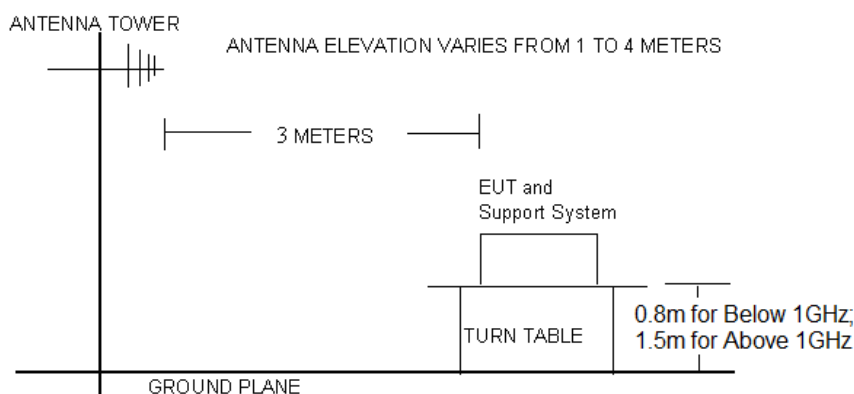 ANTENNA TOWER
ANTENNA ELEVATION VARIES FROM 1 TO 4 METERS
3 METERS
EUT and
Support System
0.8m for Below 1GHz;
TURN TABLE
1.5m for Above 1GHz
GROUND PLANE